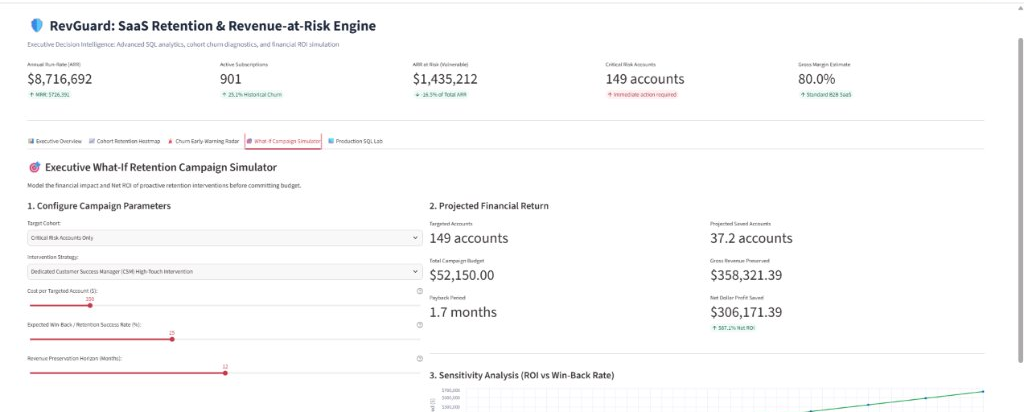 RevGuard: SaaS Retention & Revenue-at-Risk Engine
Executive Decision Intelligence: Advanced SQL analytics, cohort churn diagnostics, and financial ROI simulation
Annual Run-Rate (ARR)
$8,716,692
↑ MRR: $726,391
Active Subscriptions
901
↑ 25.1% Historical Churn
ARR at Risk (Vulnerable)
$1,435,212
↓ -16.5% of Total ARR
Critical Risk Accounts
149 accounts
↑ Immediate action required
Gross Margin Estimate
80.0%
↑ Standard B2B SaaS
Executive Overview
Cohort Retention Heatmap
Churn Early-Warning Radar
What-If Campaign Simulator
Production SQL Lab
Executive What-If Retention Campaign Simulator
Model the financial impact and Net ROI of proactive retention interventions before committing budget.
1. Configure Campaign Parameters
Target Cohort:
Critical Risk Accounts Only
Intervention Strategy:
Dedicated Customer Success Manager (CSM) High-Touch Intervention
Cost per Targeted Account ($):
350
Expected Win-Back / Retention Success Rate (%):
25
Revenue Preservation Horizon (Months):
12
2. Projected Financial Return
Targeted Accounts
149 accounts
Projected Saved Accounts
37.2 accounts
Total Campaign Budget
$52,150.00
Gross Revenue Preserved
$358,321.39
Payback Period
1.7 months
Net Dollar Profit Saved
$306,171.39
↑ 587.1% Net ROI
3. Sensitivity Analysis (ROI vs Win-Back Rate)
$700,000